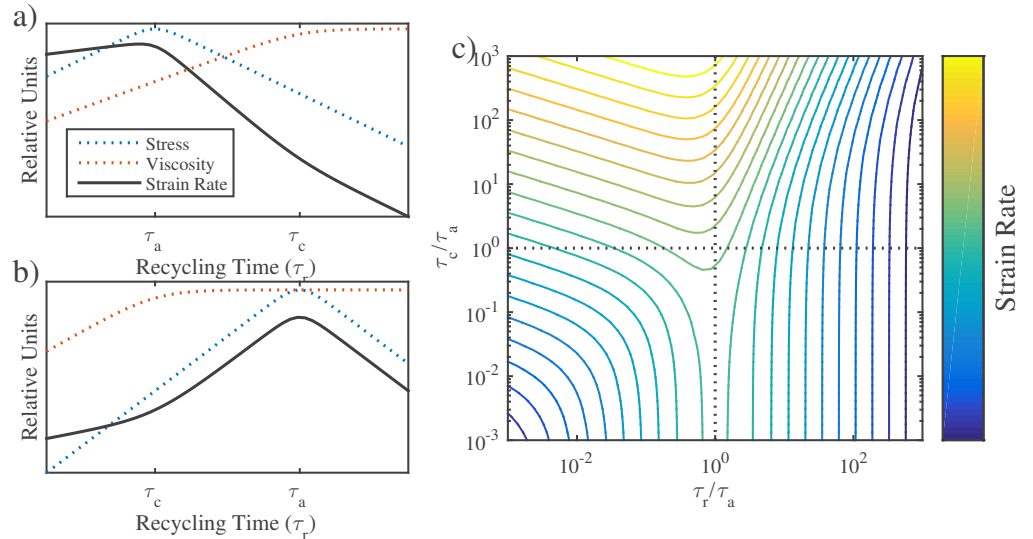 a)
Relative Units
Stress
Viscosity
Strain Rate
τa τc
Recycling Time (τr)
b)
Relative Units
τc τa
Recycling Time (τr)
c)
τc/τa
10^3
10^2
10^1
10^0
10^-1
10^-2
10^-3
10^-2 10^0 10^2
τr/τa
Strain Rate